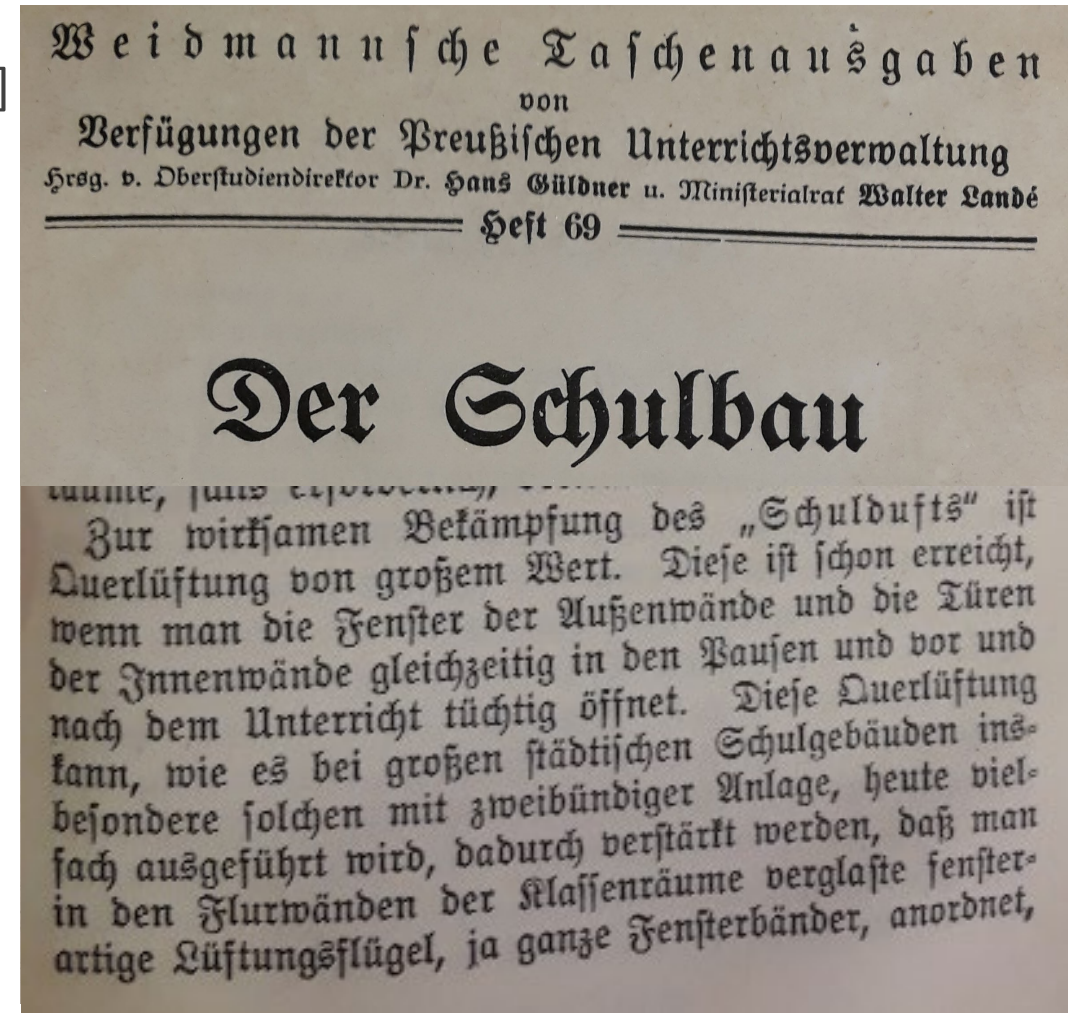 Weidmannsche Taschenausgaben
von
Verfügungen der Preußischen Unterrichtsverwaltung
Hrsg. v. Oberstudiendirektor Dr. Hans Güldner u. Ministerialrat Walter Landé
Heft 69
Der Schulbau
Zur wirksamen Bekämpfung des „Schuldufts“ ist
Querlüftung von großem Wert. Diese ist schon erreicht,
wenn man die Fenster der Außenwände und die Türen
der Innenwände gleichzeitig in den Pausen und vor und
nach dem Unterricht tüchtig öffnet. Diese Querlüftung
kann, wie es bei großen städtischen Schulgebäuden ins-
besondere solchen mit zweibündiger Anlage, heute viel-
fach ausgeführt wird, dadurch verstärkt werden, daß man
in den Flurwänden der Klassenräume verglaste fenster-
artige Lüftungsflügel, ja ganze Fensterbänder, anordnet,